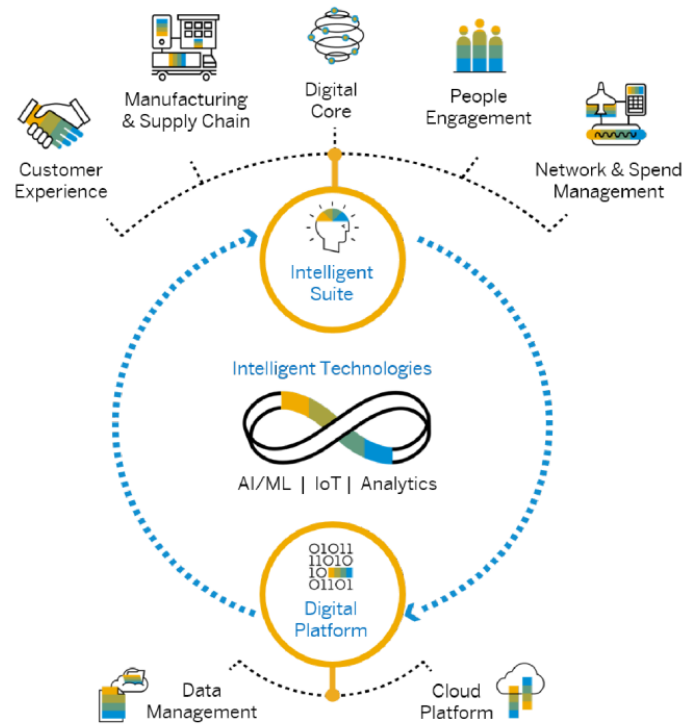 Customer
Experience
Manufacturing
& Supply Chain
Digital
Core
People
Engagement
Network & Spend
Management
Intelligent
Suite
Intelligent Technologies
AI/ML | IoT | Analytics
01011
11010
10
01101
Digital
Platform
Data
Management
Cloud
Platform